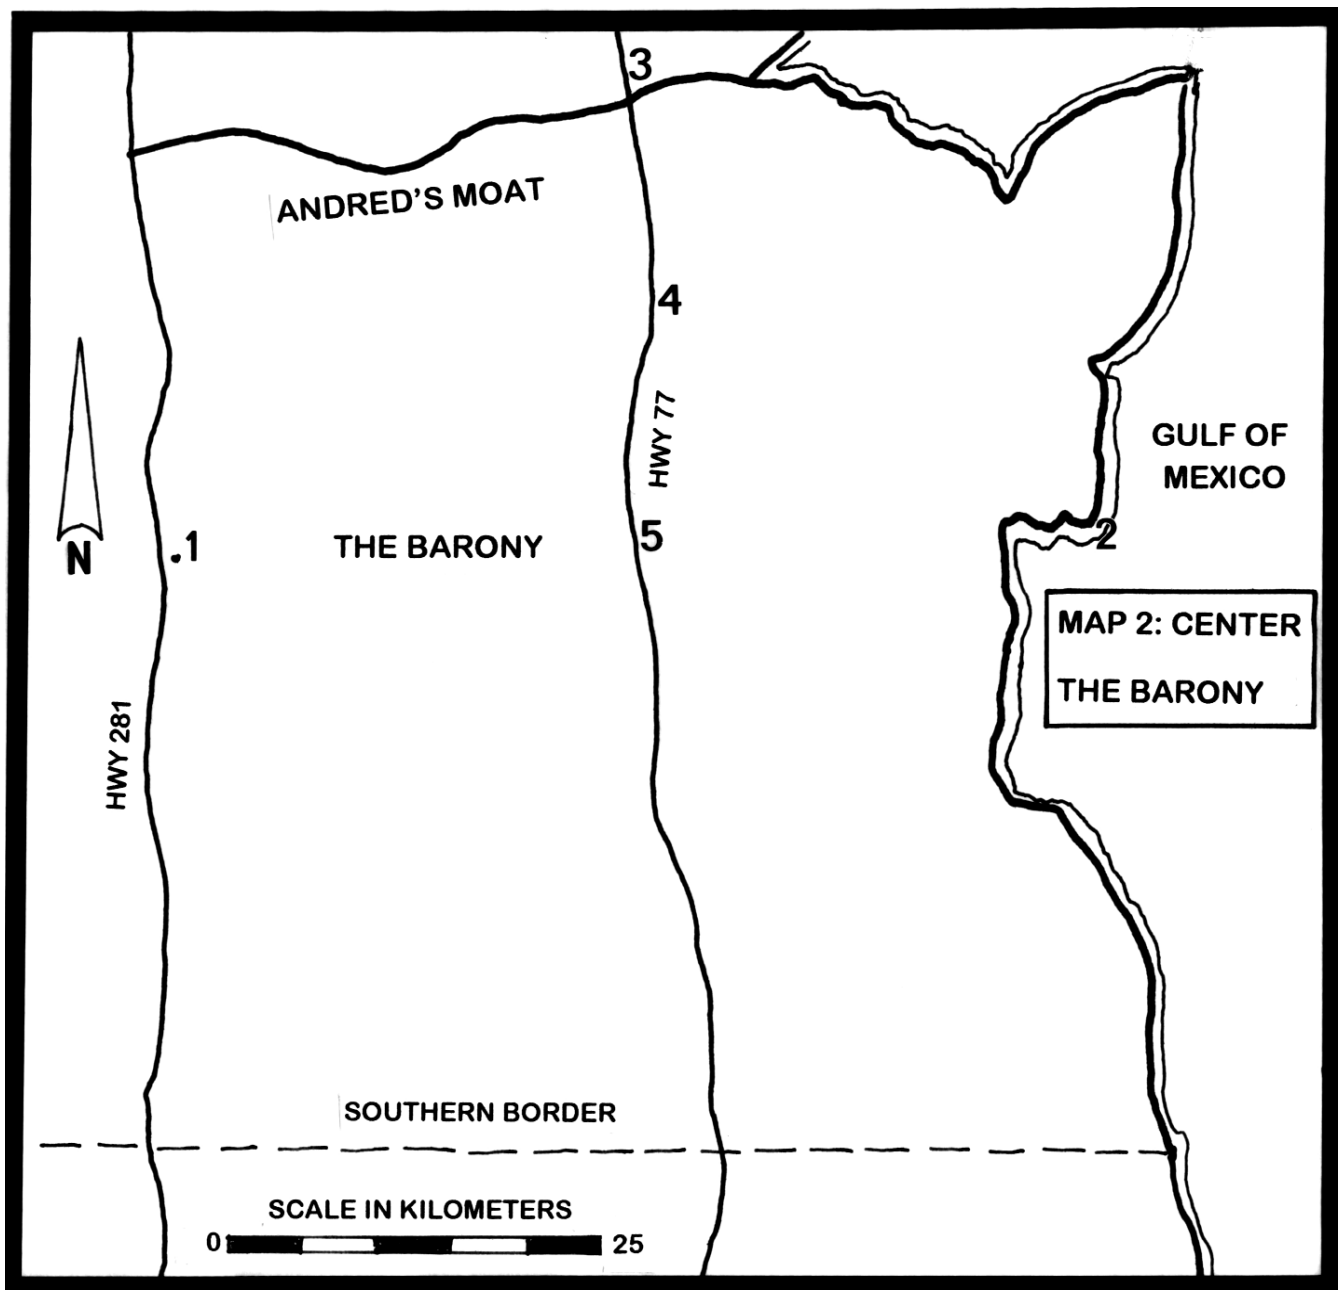 3
ANDRED'S MOAT
4
HWY 77
GULF OF
MEXICO
N
.1
THE BARONY
5
2
MAP 2: CENTER
THE BARONY
HWY 281
SOUTHERN BORDER
SCALE IN KILOMETERS
0 25